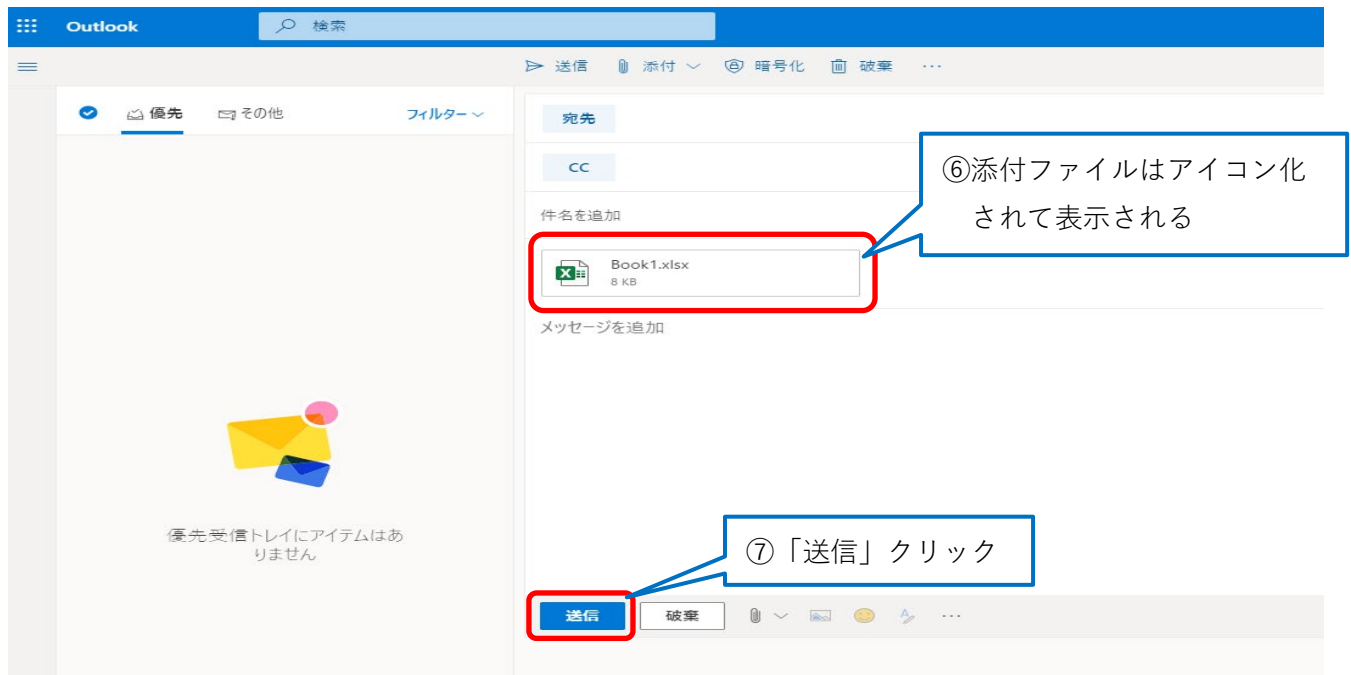 Outlook
検索
送信 添付 暗号化 破棄 …
優先 その他 フィルター
宛先
CC
⑥添付ファイルはアイコン化
されて表示される
件名を追加
Book1.xlsx
8 KB
メッセージを追加
優先受信トレイにアイテムはあ
りません
⑦「送信」クリック
送信 破棄 …